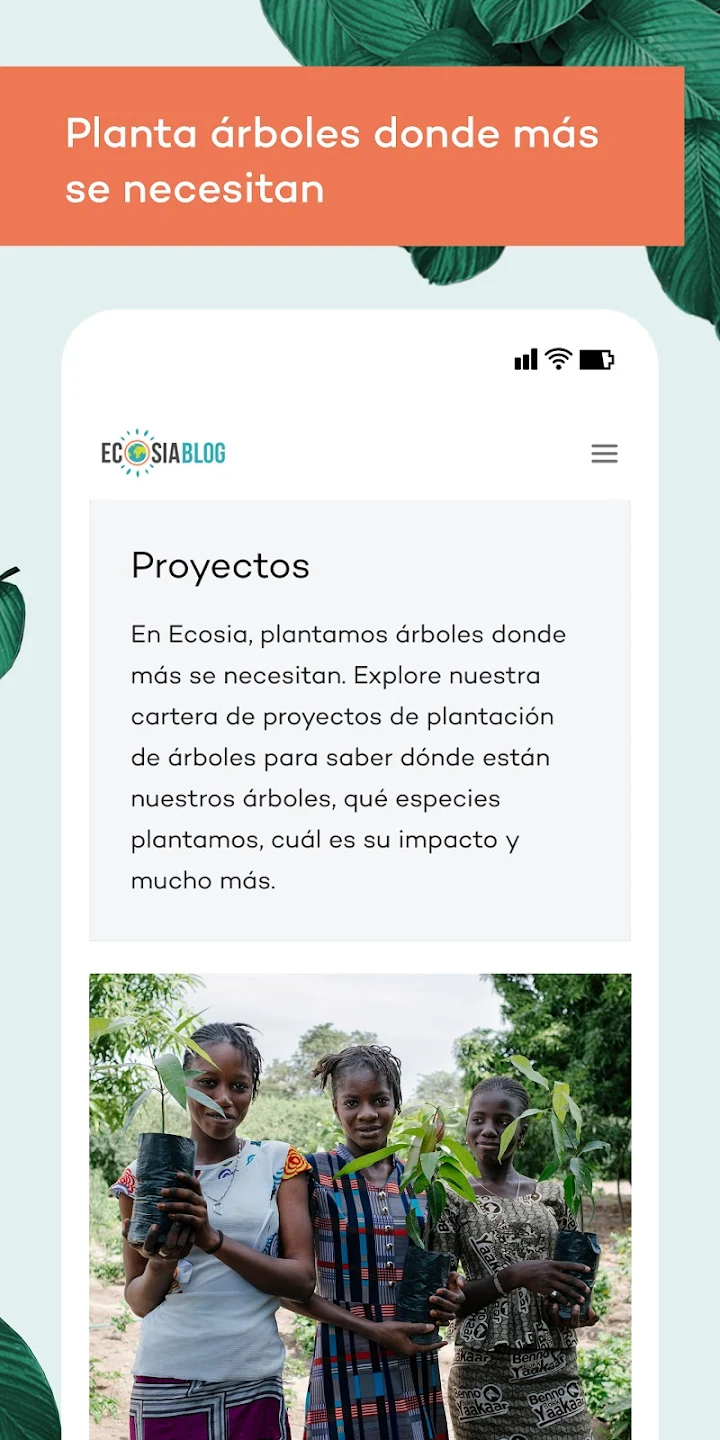 Planta árboles donde más
se necesitan
ECOSIABLOG
Proyectos
En Ecosia, plantamos árboles donde
más se necesitan. Explore nuestra
cartera de proyectos de plantación
de árboles para saber dónde están
nuestros árboles, qué especies
plantamos, cuál es su impacto y
mucho más.
Yaakaar
Benno
Yaakaar